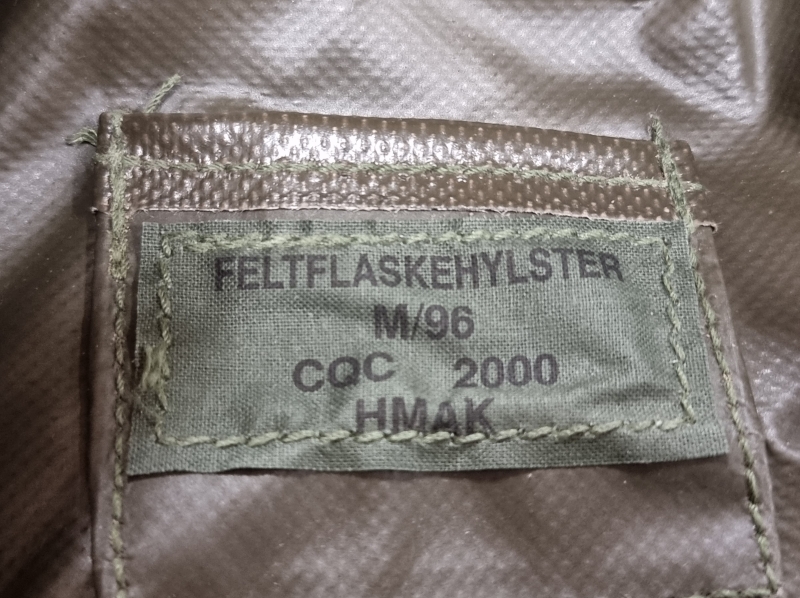 FELTFLASKEHYLSTER
M/96
CQC 2000
HMAK